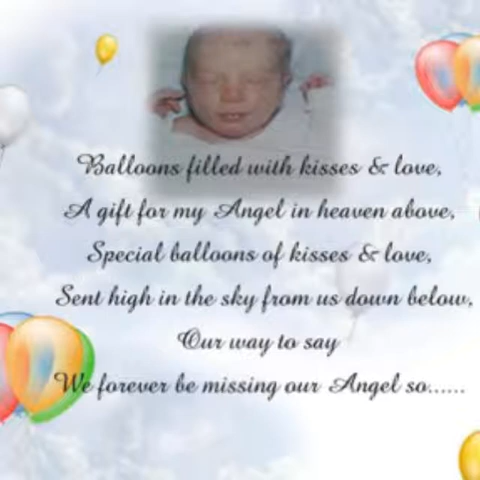 Balloons filled with kisses & love,
A gift for my Angel in heaven above,
Special balloons of kisses & love,
Sent high in the sky from us down below,
Our way to say
We forever be missing our Angel so......